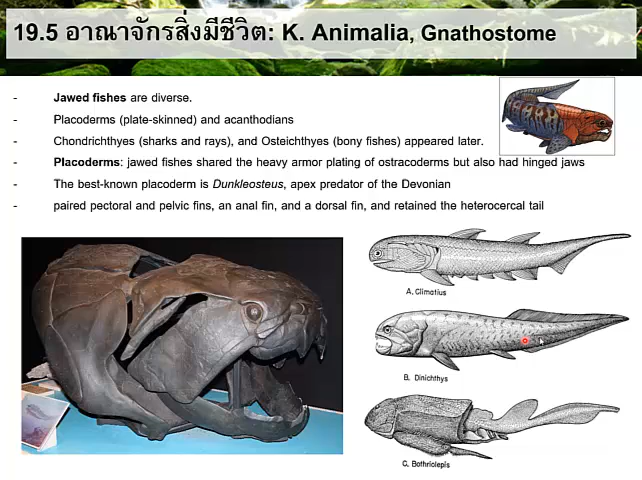 19.5 อาณาจักรสิ่งมีชีวิต: K. Animalia, Gnathostome
- Jawed fishes are diverse.
- Placoderms (plate-skinned) and acanthodians
- Chondrichthyes (sharks and rays), and Osteichthyes (bony fishes) appeared later.
- Placoderms: jawed fishes shared the heavy armor plating of ostracoderms but also had hinged jaws
- The best-known placoderm is Dunkleosteus, apex predator of the Devonian
- paired pectoral and pelvic fins, an anal fin, and a dorsal fin, and retained the heterocercal tail
A. Climatius
B. Dinichthys
C. Bothriolepis